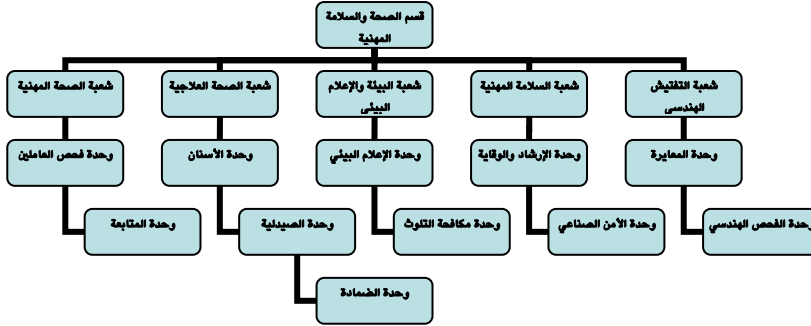 قسم الصحة والسلامة
المهنية
شعبة التفتيش
الهندسي
شعبة السلامة المهنية
شعبة البيئة والإعلام
البيئي
شعبة الصحة العلاجية
شعبة الصحة المهنية
وحدة المعايرة
وحدة الإرشاد والوقاية
وحدة الإعلام البيئي
وحدة الأسنان
وحدة فحص العاملين
وحدة الفحص الهندسي
وحدة الأمن الصناعي
وحدة مكافحة التلوث
وحدة الصيدلية
وحدة المتابعة
وحدة الضمادة